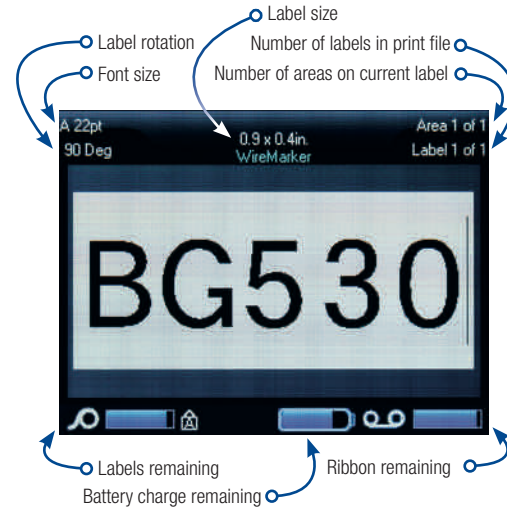 Label size
Label rotation
Number of labels in print file
Font size
Number of areas on current label
A 22pt
0.9 x 0.4in.
Area 1 of 1
90 Deg
WireMarker
Label 1 of 1
BG530
A
Labels remaining
Ribbon remaining
Battery charge remaining